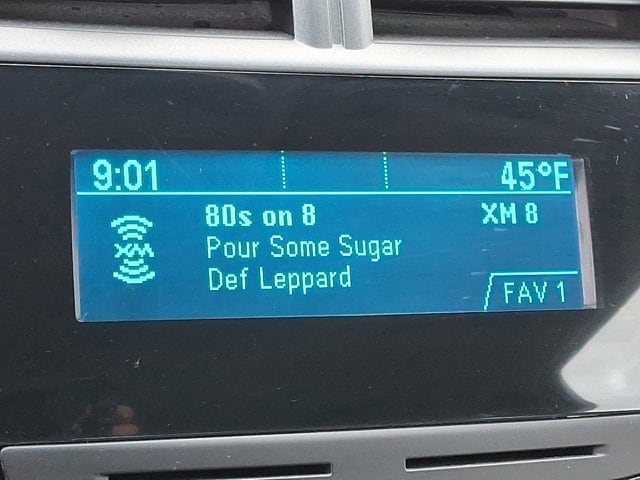 9:01 45°F
80s on 8 XM 8
XM Pour Some Sugar
Def Leppard
FAV 1